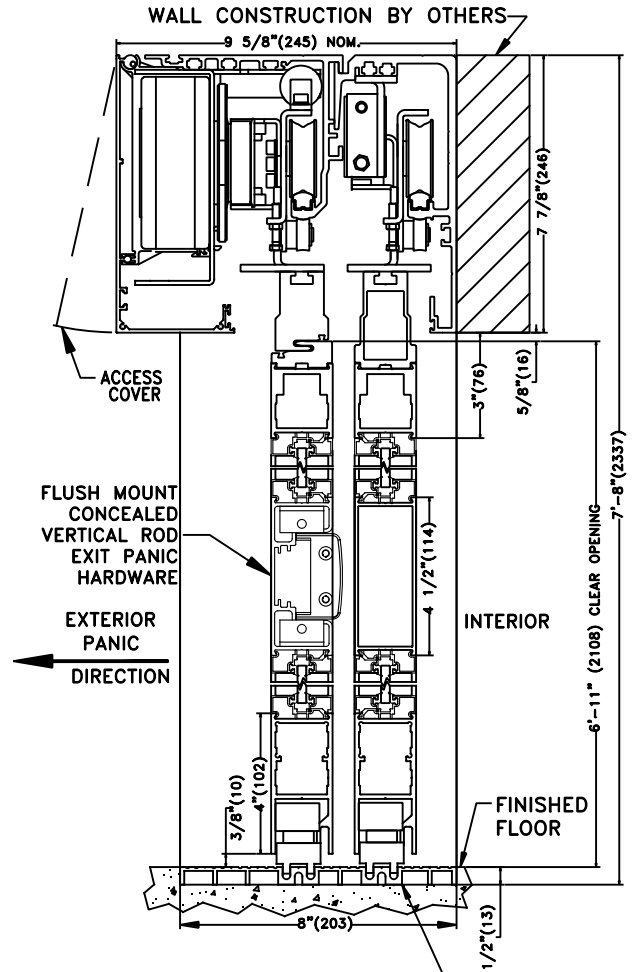 WALL CONSTRUCTION BY OTHERS
9 5/8"(245) NOM.
7 7/8"(246)
ACCESS
COVER
3"(76)
5/8"(16)
7'-8"(2337)
FLUSH MOUNT
CONCEALED
VERTICAL ROD
EXIT PANIC
HARDWARE
4 1/2"(114)
6'-11" (2108) CLEAR OPENING
EXTERIOR
PANIC
DIRECTION
INTERIOR
3/8"(10)
4"(102)
FINISHED
FLOOR
8"(203)
1/2"(13)